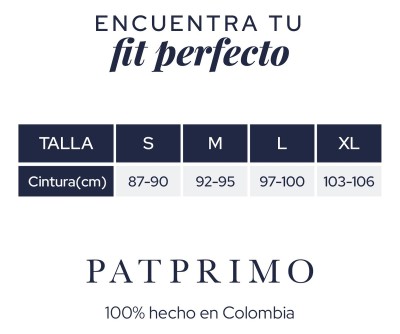 ENCUENTRA TU
fit perfecto
TALLA S M L XL
Cintura(cm) 87-90 92-95 97-100 103-106
PATPRIMO
100% hecho en Colombia